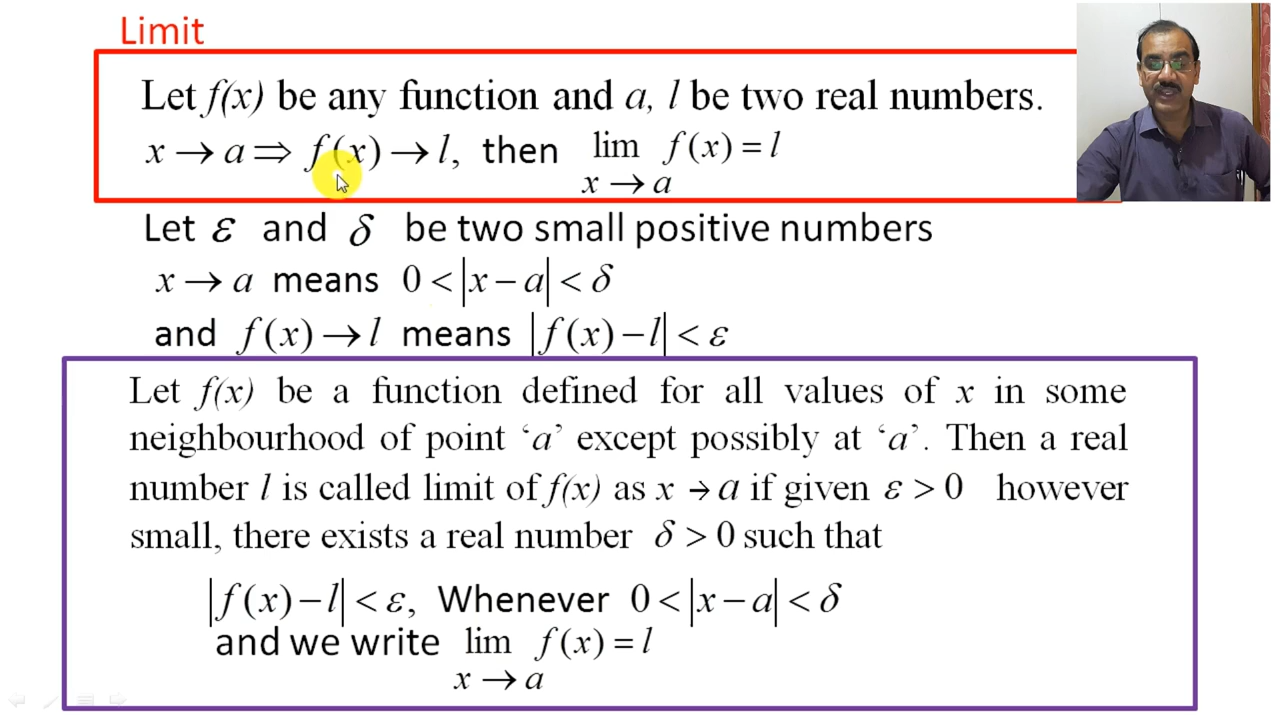 Limit
Let f(x) be any function and a, l be two real numbers.
x → a ⇒ f(x) → l, then lim f(x) = l
x → a
Let ε and δ be two small positive numbers
x → a means 0 < |x − a| < δ
and f(x) → l means |f(x) − l| < ε
Let f(x) be a function defined for all values of x in some
neighbourhood of point ‘a’ except possibly at ‘a’. Then a real
number l is called limit of f(x) as x → a if given ε > 0 however
small, there exists a real number δ > 0 such that
|f(x) − l| < ε, Whenever 0 < |x − a| < δ
and we write lim f(x) = l
x → a